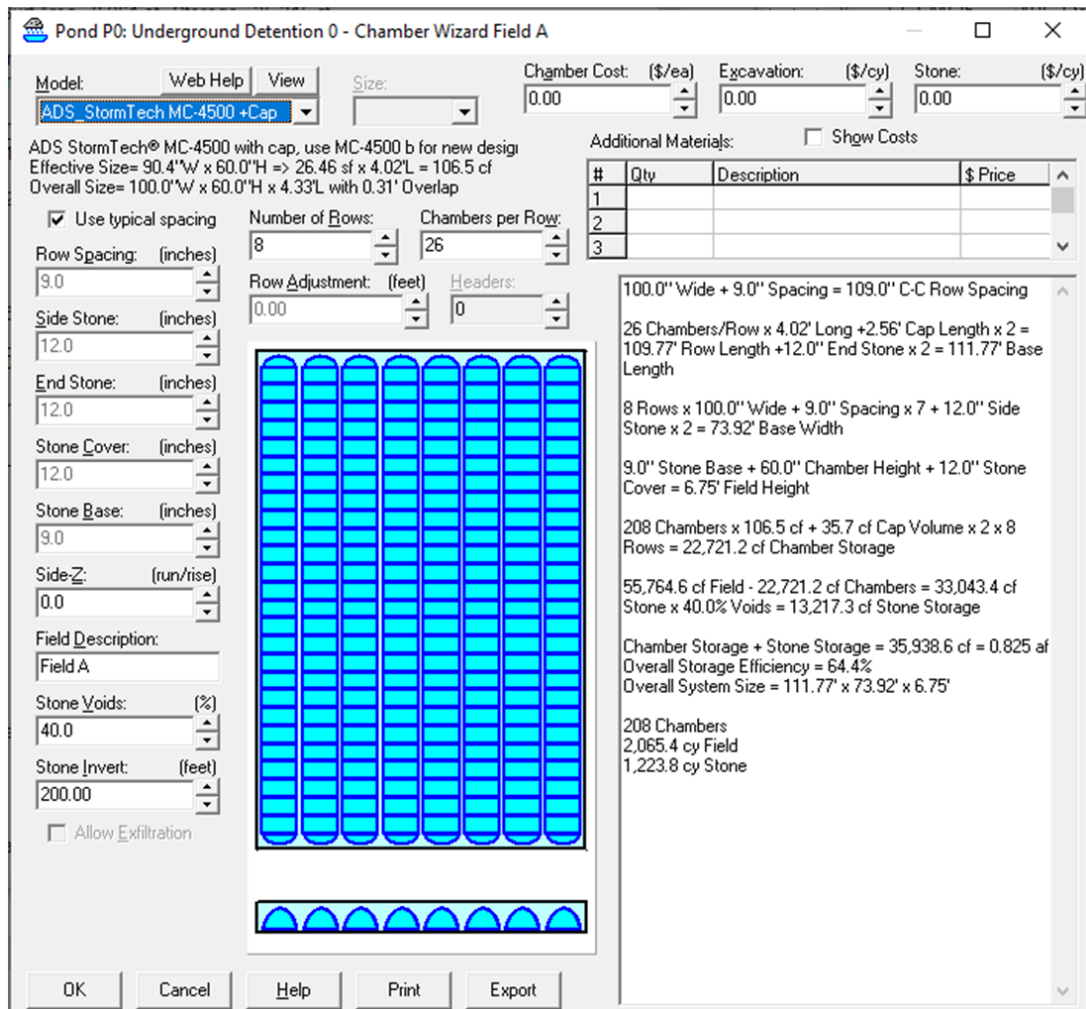 Pond P0: Underground Detention 0 - Chamber Wizard Field A
Model:
Web Help
View
Size:
Chamber Cost: ($/ea)
Excavation: ($/cy)
Stone: ($/cy)
ADS_StormTech MC-4500 +Cap
0.00
0.00
0.00
ADS StormTech® MC-4500 with cap, use MC-4500 b for new desig
Effective Size= 90.4"W x 60.0"H => 26.46 sf x 4.02'L = 106.5 cf
Overall Size= 100.0"W x 60.0"H x 4.33'L with 0.31' Overlap
Additional Materials:
Show Costs
# Qty Description $ Price
1
2
3
Use typical spacing
Number of Rows:
Chambers per Row:
8
26
Row Spacing: (inches)
9.0
Row Adjustment: (feet)
Headers:
0.00
0
Side Stone: (inches)
12.0
End Stone: (inches)
12.0
Stone Cover: (inches)
12.0
Stone Base: (inches)
9.0
Side-Z: (run/rise)
0.0
Field Description:
Field A
Stone Voids: (%)
40.0
Stone Invert: (feet)
200.00
Allow Exfiltration
100.0" Wide + 9.0" Spacing = 109.0" C-C Row Spacing
26 Chambers/Row x 4.02' Long +2.56' Cap Length x 2 =
109.77' Row Length +12.0" End Stone x 2 = 111.77' Base
Length
8 Rows x 100.0" Wide + 9.0" Spacing x 7 + 12.0" Side
Stone x 2 = 73.92' Base Width
9.0" Stone Base + 60.0" Chamber Height + 12.0" Stone
Cover = 6.75' Field Height
208 Chambers x 106.5 cf + 35.7 cf Cap Volume x 2 x 8
Rows = 22,721.2 cf Chamber Storage
55,764.6 cf Field - 22,721.2 cf Chambers = 33,043.4 cf
Stone x 40.0% Voids = 13,217.3 cf Stone Storage
Chamber Storage + Stone Storage = 35,938.6 cf = 0.825 af
Overall Storage Efficiency = 64.4%
Overall System Size = 111.77' x 73.92' x 6.75'
208 Chambers
2,065.4 cy Field
1,223.8 cy Stone
OK
Cancel
Help
Print
Export